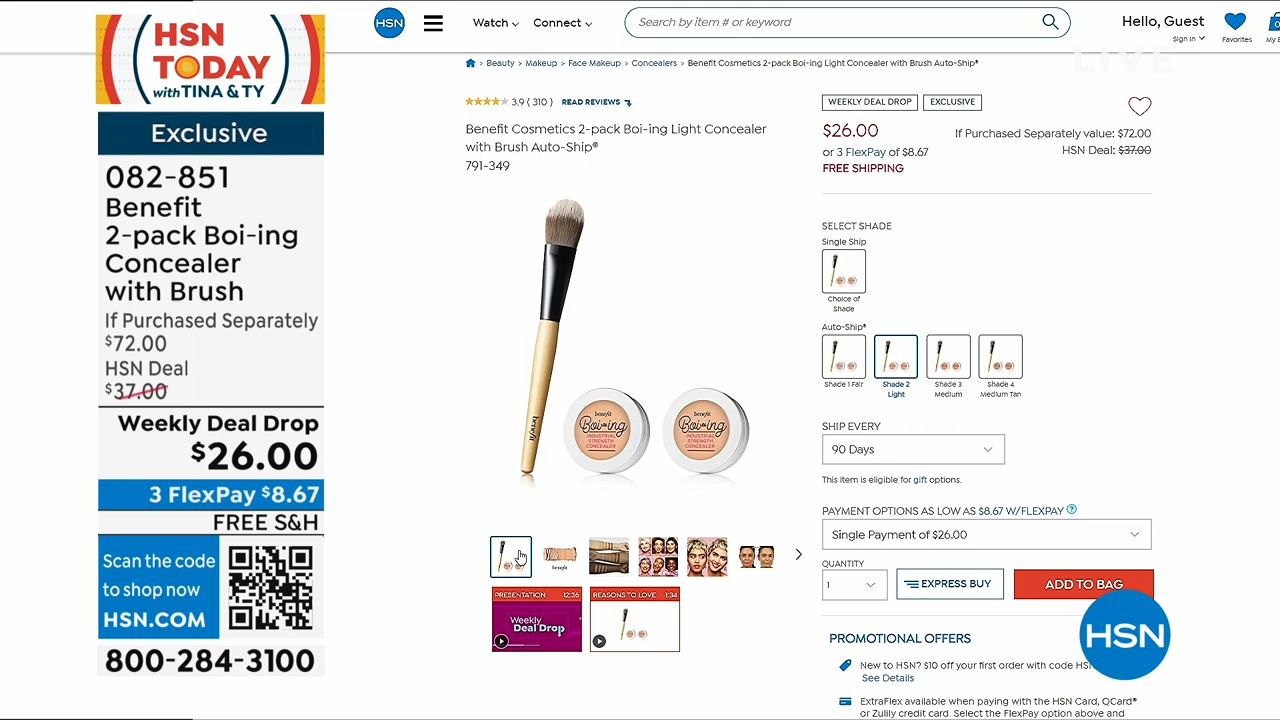 HSN
TODAY
with TINA & TY
Exclusive
082-851
Benefit
2-pack Boi-ing
Concealer
with Brush
If Purchased Separately
$72.00
HSN Deal
$37.00
Weekly Deal Drop
$26.00
3 FlexPay $8.67
FREE S&H
Scan the code
to shop now
HSN.COM
800-284-3100
HSN
Watch
Connect
Search by item # or keyword
Hello, Guest
Sign In
Favorites
0
LIVE
> Beauty > Makeup > Face Makeup > Concealers > Benefit Cosmetics 2-pack Boi-ing Light Concealer with Brush Auto-Ship®
3.9 ( 310 ) READ REVIEWS
Benefit Cosmetics 2-pack Boi-ing Light Concealer
with Brush Auto-Ship®
791-349
benefit
benefit
Boi-ing
INDUSTRIAL
STRENGTH
CONCEALER
benefit
Boi-ing
INDUSTRIAL
STRENGTH
CONCEALER
benefit
PRESENTATION 12:36
Weekly
Deal Drop
REASONS TO LOVE 1:34
WEEKLY DEAL DROP
EXCLUSIVE
$26.00
If Purchased Separately value: $72.00
or 3 FlexPay of $8.67
HSN Deal: $37.00
FREE SHIPPING
SELECT SHADE
Single Ship
Choice of
Shade
Auto-Ship®
Shade 1 Fair
Shade 2
Light
Shade 3
Medium
Shade 4
Medium Tan
SHIP EVERY
90 Days
This item is eligible for gift options.
PAYMENT OPTIONS AS LOW AS $8.67 W/FLEXPAY ?
Single Payment of $26.00
QUANTITY
1
EXPRESS BUY
ADD TO BAG
HSN
PROMOTIONAL OFFERS
New to HSN? $10 off your first order with code
See Details
ExtraFlex available when paying with the HSN Card, QCard®
or Zulily credit card. Select the FlexPay option above and